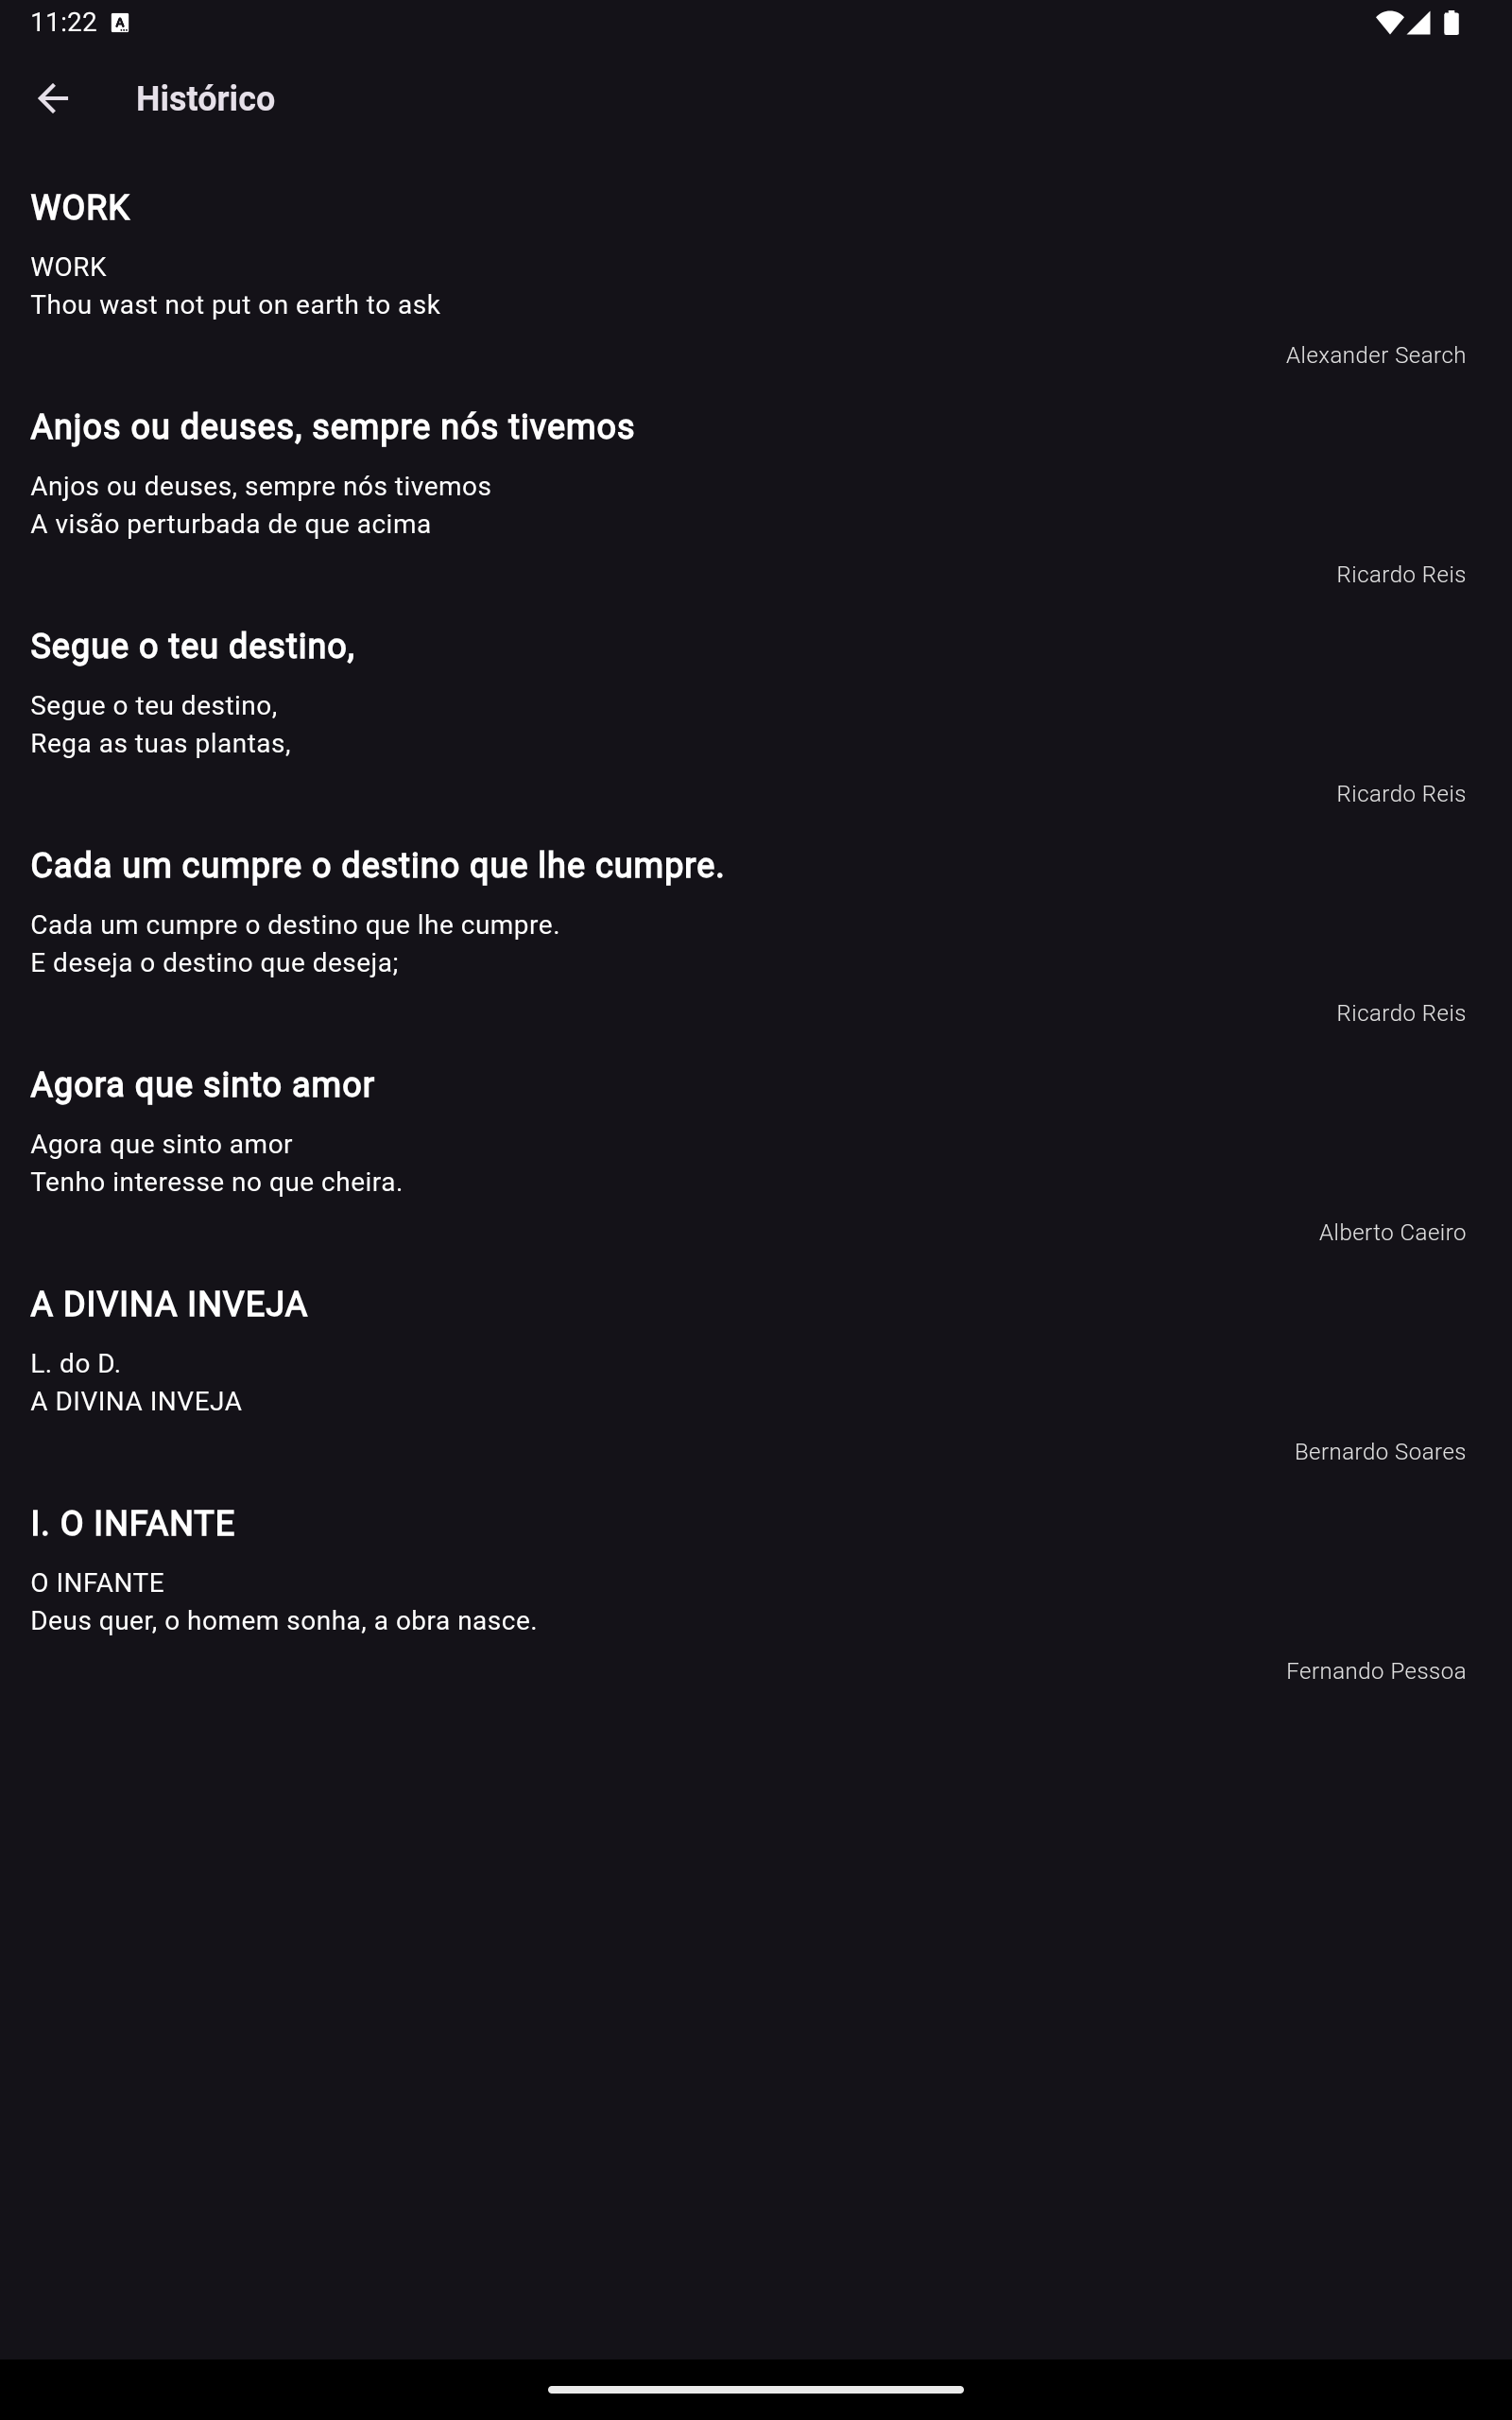 11:22
Histórico
WORK
WORK
Thou wast not put on earth to ask
Alexander Search
Anjos ou deuses, sempre nós tivemos
Anjos ou deuses, sempre nós tivemos
A visão perturbada de que acima
Ricardo Reis
Segue o teu destino,
Segue o teu destino,
Rega as tuas plantas,
Ricardo Reis
Cada um cumpre o destino que lhe cumpre.
Cada um cumpre o destino que lhe cumpre.
E deseja o destino que deseja;
Ricardo Reis
Agora que sinto amor
Agora que sinto amor
Tenho interesse no que cheira.
Alberto Caeiro
A DIVINA INVEJA
L. do D.
A DIVINA INVEJA
Bernardo Soares
I. O INFANTE
O INFANTE
Deus quer, o homem sonha, a obra nasce.
Fernando Pessoa